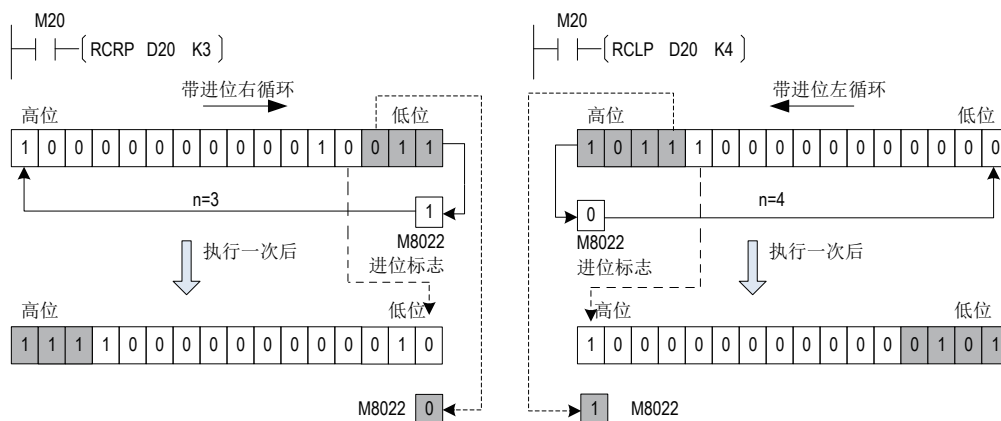 M20
RCRP D20 K3
带进位右循环
高位 低位
1 0 0 0 0 0 0 0 0 0 0 1 0 0 1 1
n=3
1
M8022
进位标志
执行一次后
高位 低位
1 1 1 1 0 0 0 0 0 0 0 0 0 0 1 0
M8022 0
M20
RCLP D20 K4
带进位左循环
高位 低位
1 0 1 1 1 0 0 0 0 0 0 0 0 0 0 0
n=4
0
M8022
进位标志
执行一次后
高位 低位
1 0 0 0 0 0 0 0 0 0 0 0 0 1 0 1
1 M8022